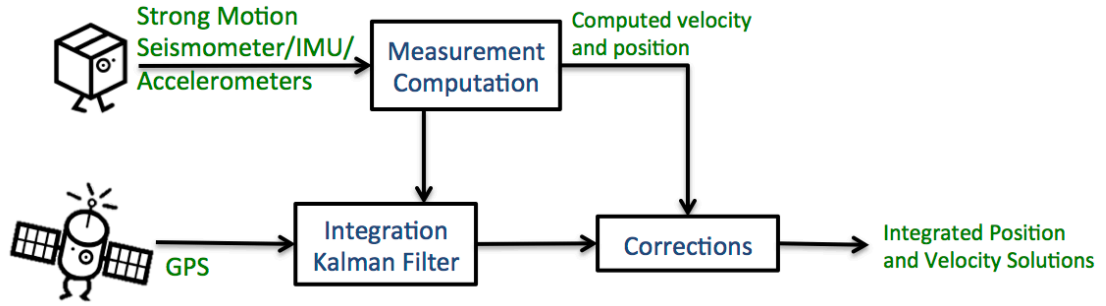 Strong Motion
Seismometer/IMU/
Accelerometers
Measurement
Computation
Computed velocity
and position
GPS
Integration
Kalman Filter
Corrections
Integrated Position
and Velocity Solutions